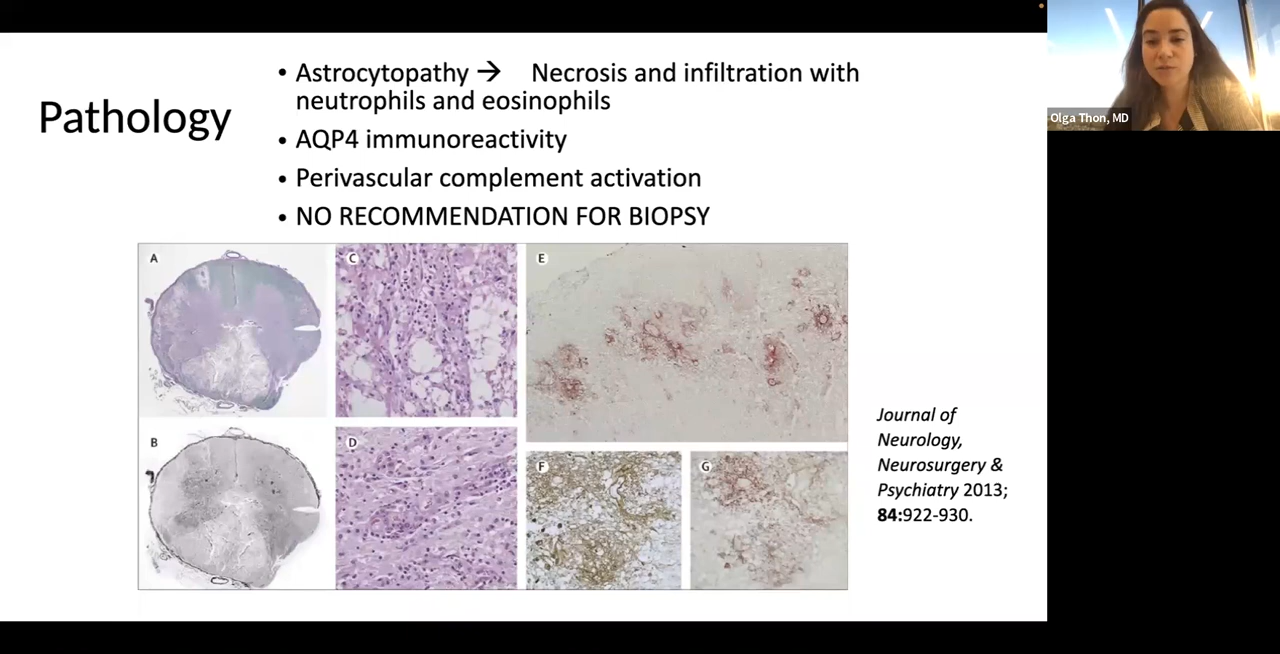 Pathology
• Astrocytopathy → Necrosis and infiltration with
neutrophils and eosinophils
• AQP4 immunoreactivity
• Perivascular complement activation
• NO RECOMMENDATION FOR BIOPSY
A
B
C
D
E
F
G
Journal of
Neurology,
Neurosurgery &
Psychiatry 2013;
84:922-930.
Olga Thon, MD